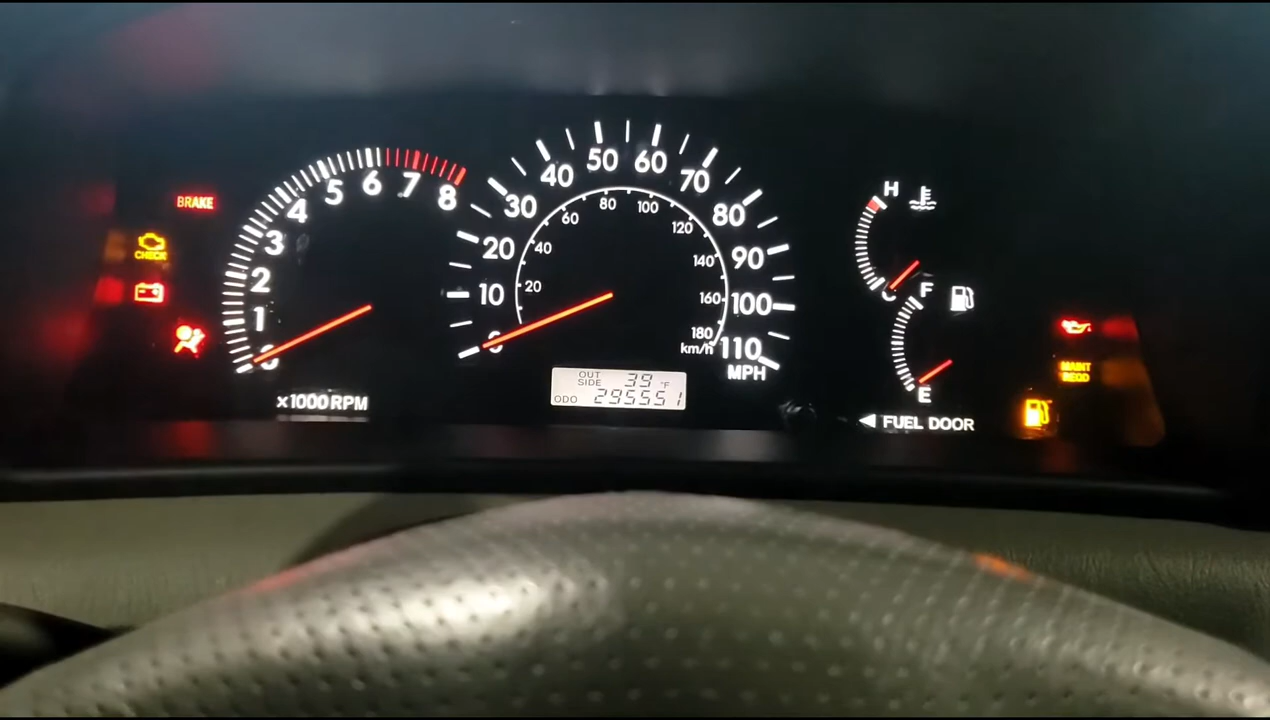 BRAKE
CHECK
0 1 2 3 4 5 6 7 8
x1000 RPM
0 10 20 30 40 50 60 70 80 90 100 110
MPH
20 40 60 80 100 120 140 160 180
km/h
OUT
SIDE 39 °F
ODO 295551
H
C
F
E
◄ FUEL DOOR
MAINT
REQD